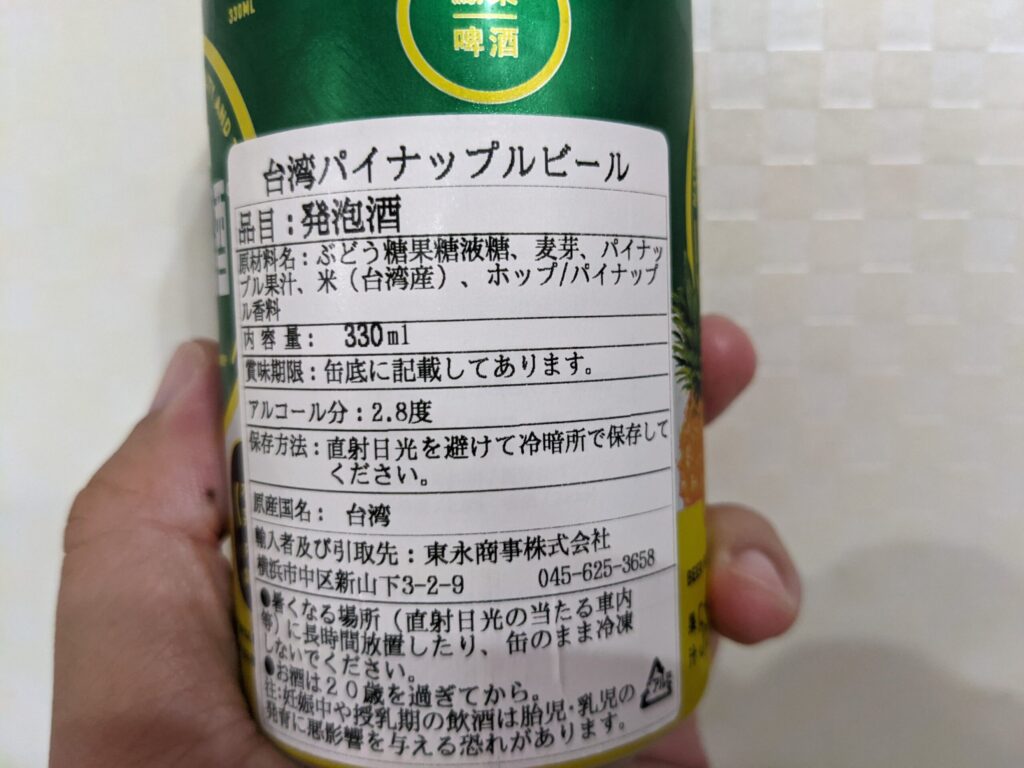 330ML
啤酒
台湾パイナップルビール
品目：発泡酒
原材料名：ぶどう糖果糖液糖、麦芽、パイナッ
プル果汁、米（台湾産）、ホップ/パイナップ
ル香料
内容量： 330ml
賞味期限：缶底に記載してあります。
アルコール分：2.8度
保存方法：直射日光を避けて冷暗所で保存して
ください。
原産国名： 台湾
輸入者及び引取先：東永商事株式会社
横浜市中区新山下3-2-9 045-625-3658
●暑くなる場所（直射日光の当たる車内
等）に長時間放置したり、缶のまま冷凍
しないでください。
●お酒は２０歳を過ぎてから。
注:妊娠中や授乳期の飲酒は胎児・乳児の
発育に悪影響を与える恐れがあります。
アルミ